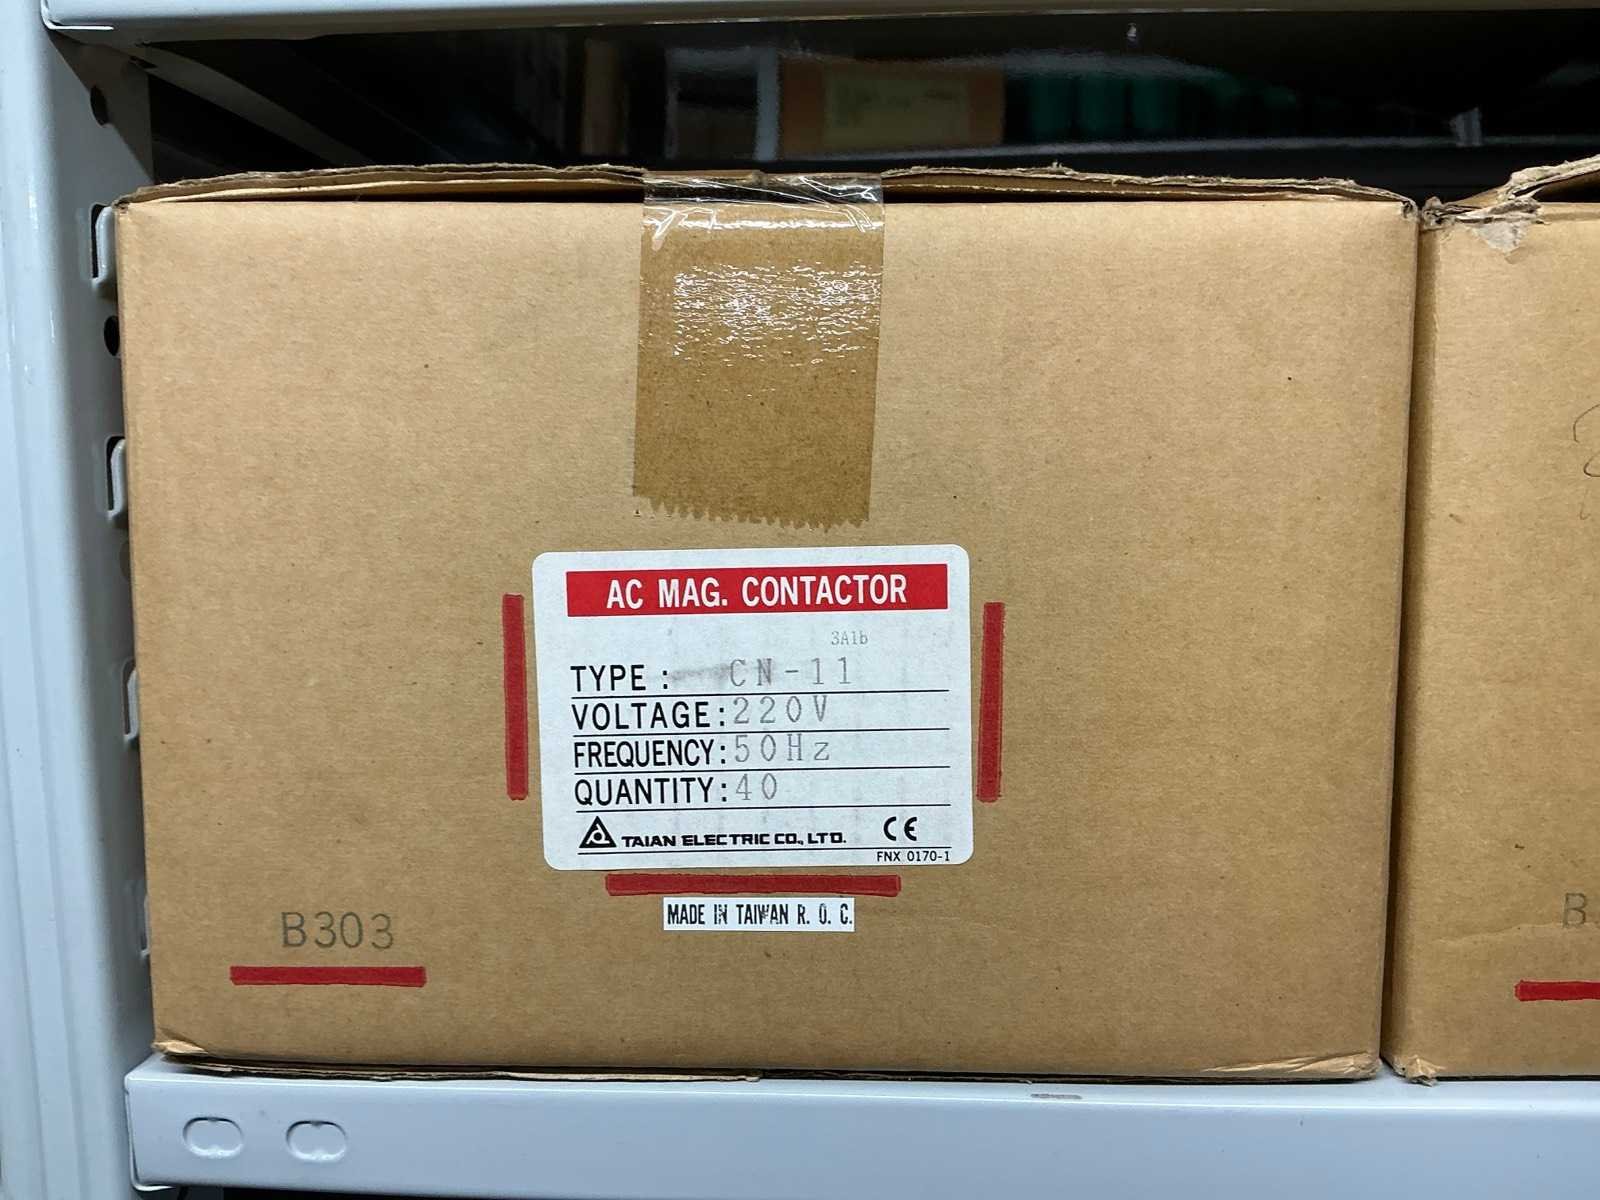 AC MAG. CONTACTOR
3A1b
TYPE : CN-11
VOLTAGE: 220V
FREQUENCY: 50Hz
QUANTITY: 40
TAIAN ELECTRIC CO., LTD. CE
FNX 0170-1
MADE IN TAIWAN R. O. C.
B303
B